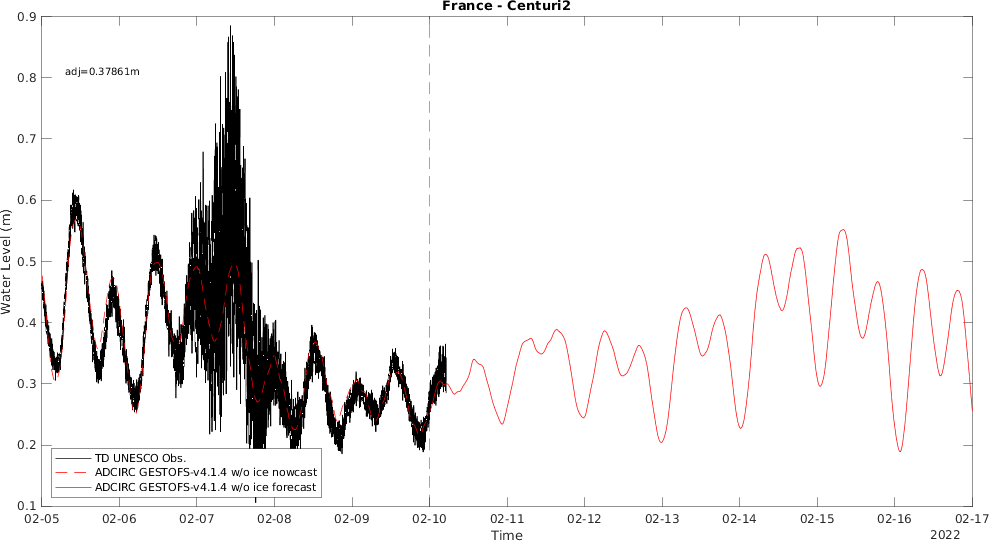 France - Centuri2
adj=0.37861m
Water Level (m)
0.9
0.8
0.7
0.6
0.5
0.4
0.3
0.2
0.1
TD UNESCO Obs.
ADCIRC GESTOFS-v4.1.4 w/o ice nowcast
ADCIRC GESTOFS-v4.1.4 w/o ice forecast
02-05 02-06 02-07 02-08 02-09 02-10 02-11 02-12 02-13 02-14 02-15 02-16 02-17
Time
2022